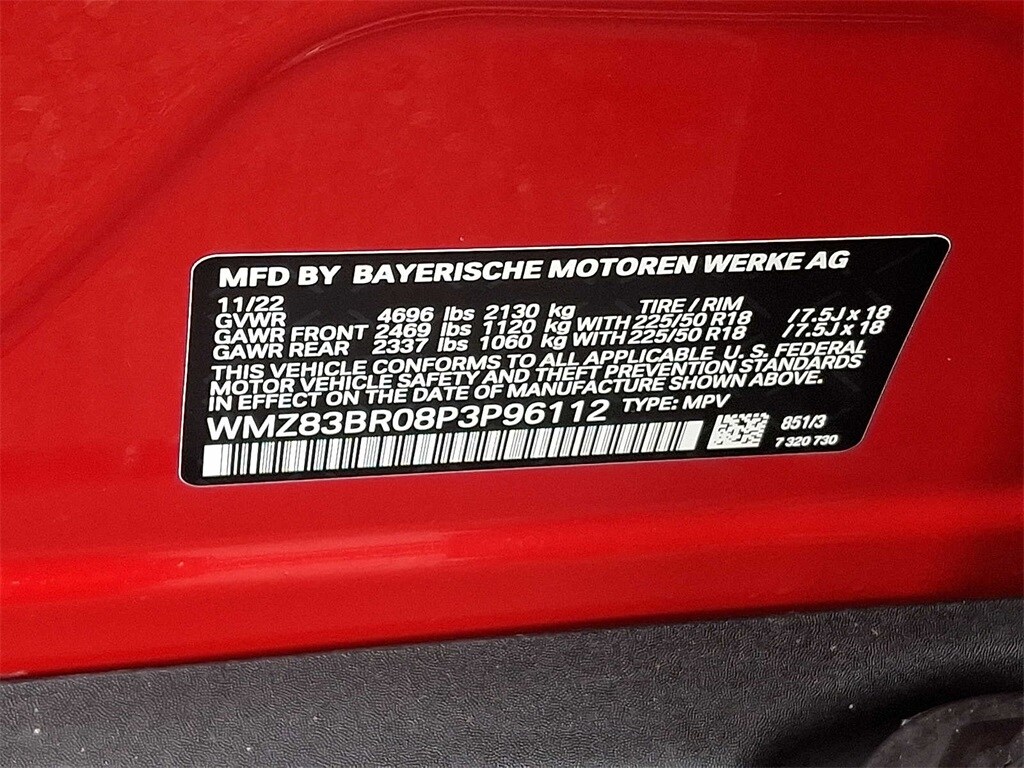 MFD BY BAYERISCHE MOTOREN WERKE AG
11/22 TIRE / RIM
GVWR 4696 lbs 2130 kg
GAWR FRONT 2469 lbs 1120 kg WITH 225/50 R18 /7.5J x 18
GAWR REAR 2337 lbs 1060 kg WITH 225/50 R18 /7.5J x 18
THIS VEHICLE CONFORMS TO ALL APPLICABLE U. S. FEDERAL
MOTOR VEHICLE SAFETY AND THEFT PREVENTION STANDARDS
IN EFFECT ON THE DATE OF MANUFACTURE SHOWN ABOVE.
WMZ83BR08P3P96112 TYPE: MPV
851/3
7 320 730